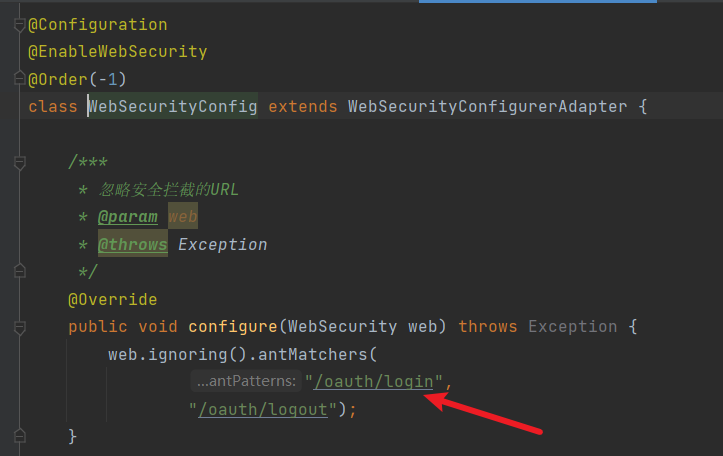 @Configuration
@EnableWebSecurity
@Order(-1)
class WebSecurityConfig extends WebSecurityConfigurerAdapter {
/***
* 忽略安全拦截的URL
* @param web
* @throws Exception
*/
@Override
public void configure(WebSecurity web) throws Exception {
web.ignoring().antMatchers(
...antPatterns: "/oauth/login",
"/oauth/logout");
}